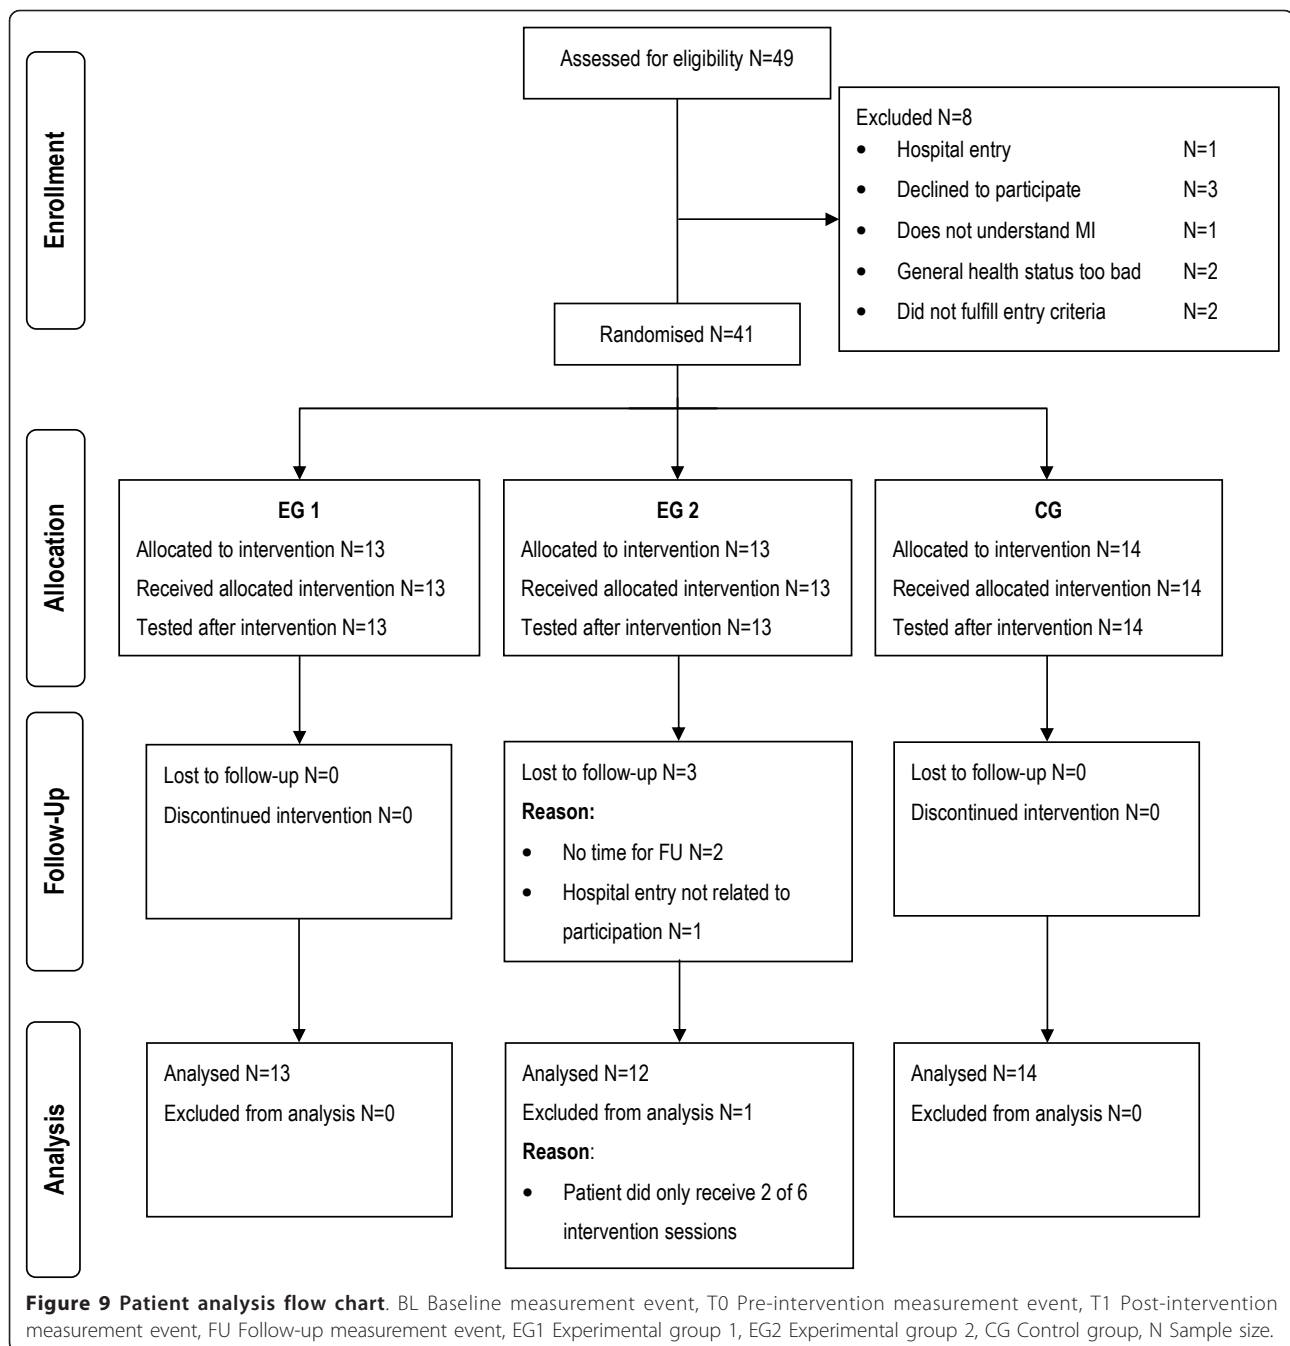 Enrollment
Assessed for eligibility N=49
Excluded N=8
• Hospital entry N=1
• Declined to participate N=3
• Does not understand MI N=1
• General health status too bad N=2
• Did not fulfill entry criteria N=2
Randomised N=41
Allocation
EG 1
Allocated to intervention N=13
Received allocated intervention N=13
Tested after intervention N=13
EG 2
Allocated to intervention N=13
Received allocated intervention N=13
Tested after intervention N=13
CG
Allocated to intervention N=14
Received allocated intervention N=14
Tested after intervention N=14
Follow-Up
Lost to follow-up N=0
Discontinued intervention N=0
Lost to follow-up N=3
Reason:
• No time for FU N=2
• Hospital entry not related to
participation N=1
Lost to follow-up N=0
Discontinued intervention N=0
Analysis
Analysed N=13
Excluded from analysis N=0
Analysed N=12
Excluded from analysis N=1
Reason:
• Patient did only receive 2 of 6
intervention sessions
Analysed N=14
Excluded from analysis N=0
Figure 9 Patient analysis flow chart. BL Baseline measurement event, T0 Pre-intervention measurement event, T1 Post-intervention
measurement event, FU Follow-up measurement event, EG1 Experimental group 1, EG2 Experimental group 2, CG Control group, N Sample size.